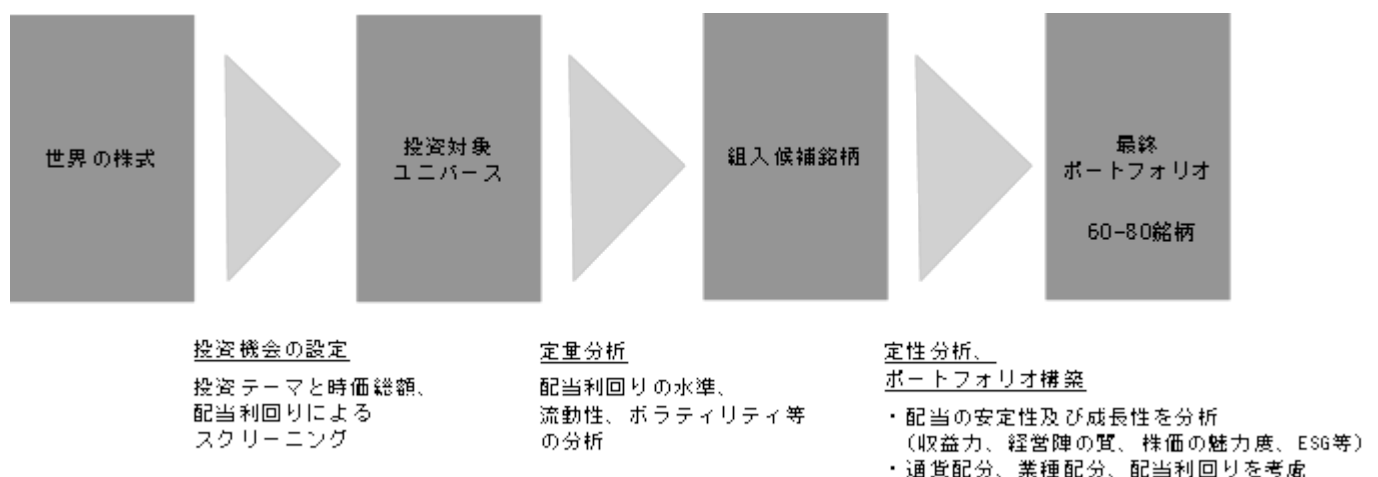 世界の株式
投資対象
ユニバース
組入候補銘柄
最終
ポートフォリオ
60-80銘柄
投資機会の設定
投資テーマと時価総額、
配当利回りによる
スクリーニング
定量分析
配当利回りの水準、
流動性、ボラティリティ等
の分析
定性分析、
ポートフォリオ構築
・配当の安定性及び成長性を分析
（収益力、経営陣の質、株価の魅力度、ESG等）
・通貨配分、業種配分、配当利回りを考慮